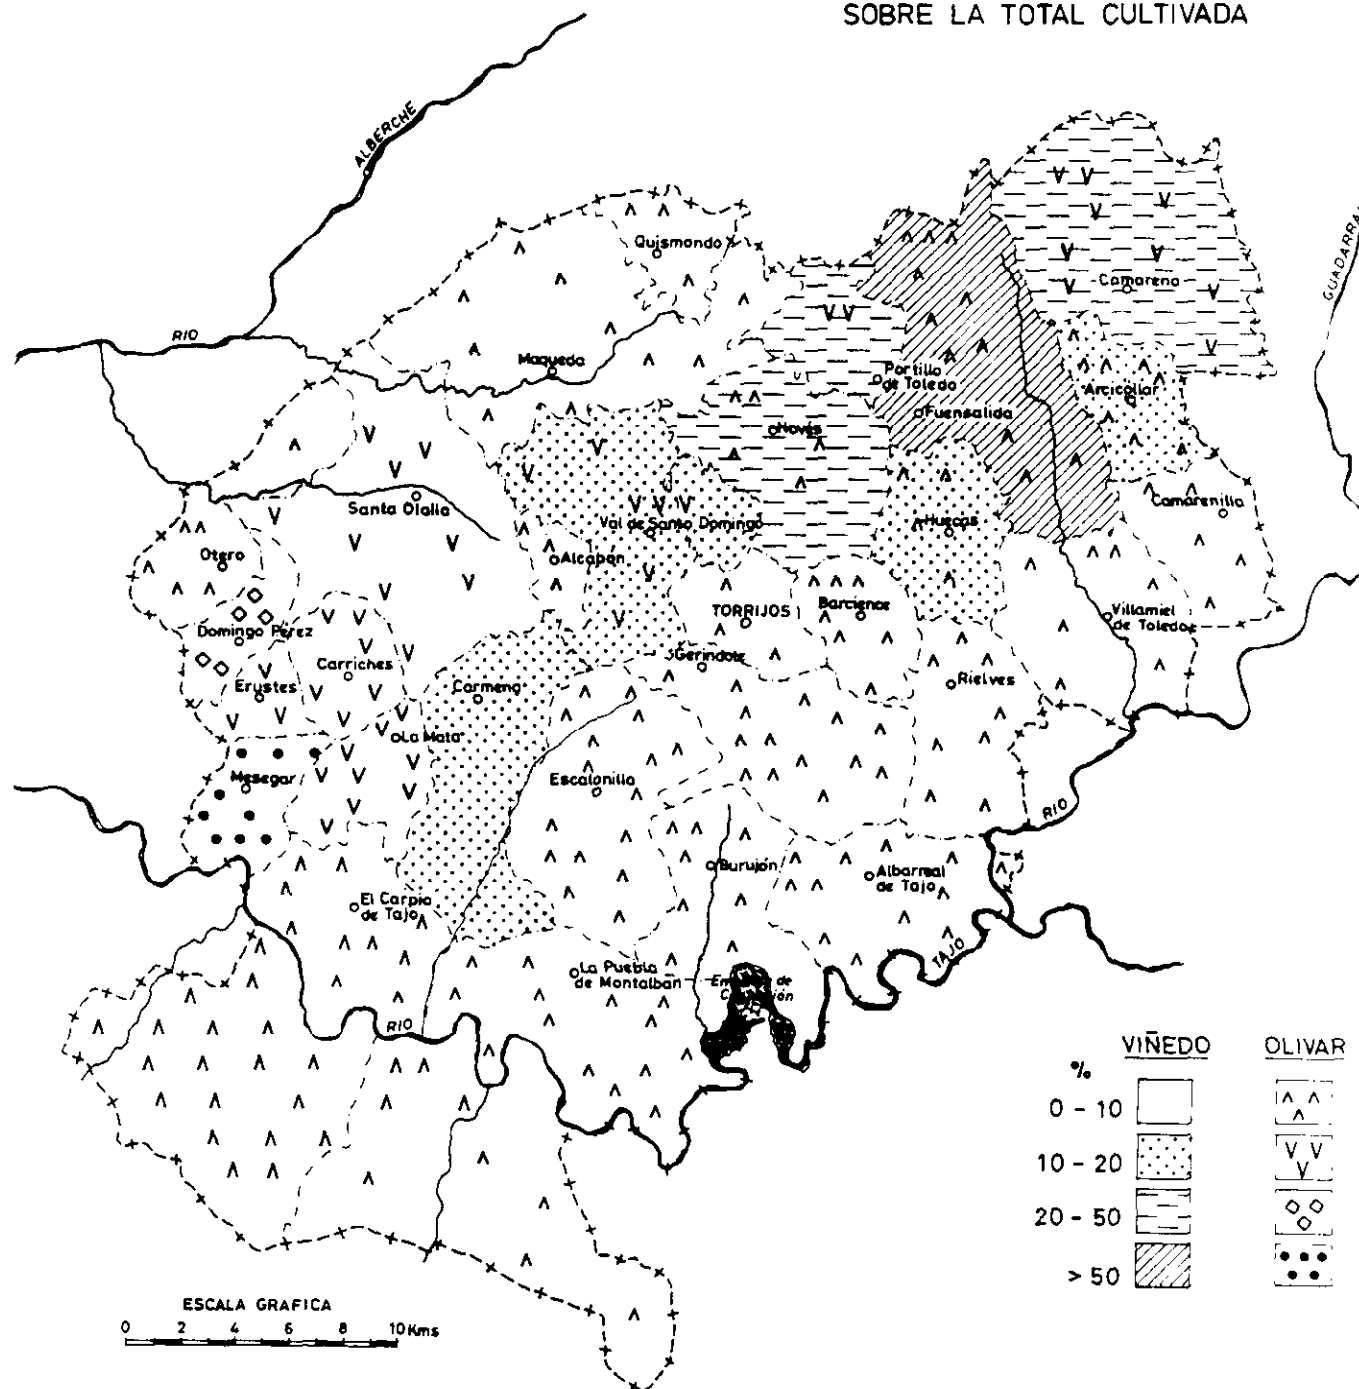 SOBRE LA TOTAL CULTIVADA
ALBERCHE
GUADARRAMA
Quismondo
RIO
Maqueda
Camarena
Portillo
de Toledo
Arcicollar
Fuensalida
Novés
Santa Olalla
Camarenilla
Val de Santo Domingo
Huecas
Otero
Alcabón
TORRIJOS
Barcience
Villamiel
de Toledo
Domingo Pérez
Gerindote
Carriches
Erustes
Carmena
Rielves
La Mata
Mesegar
Escalonilla
RIO
Burujón
Albarreal
de Tajo
El Carpio
de Tajo
TAJO
La Puebla
de Montalbán
de
RIO
VIÑEDO OLIVAR
%
0 - 10
10 - 20
20 - 50
> 50
ESCALA GRAFICA
0 2 4 6 8 10 Kms